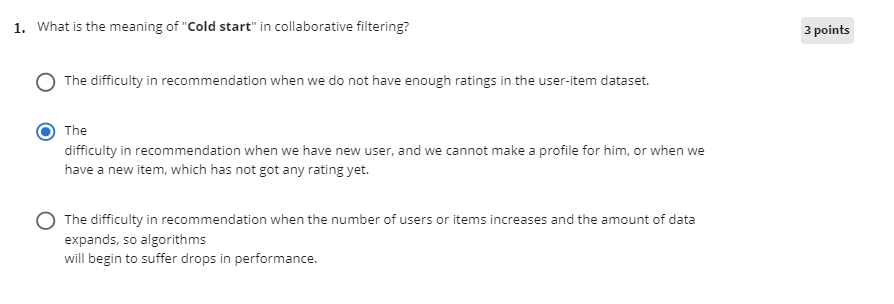 1. What is the meaning of "Cold start" in collaborative filtering?
3 points
The difficulty in recommendation when we do not have enough ratings in the user-item dataset.
The
difficulty in recommendation when we have new user, and we cannot make a profile for him, or when we
have a new item, which has not got any rating yet.
The difficulty in recommendation when the number of users or items increases and the amount of data
expands, so algorithms
will begin to suffer drops in performance.